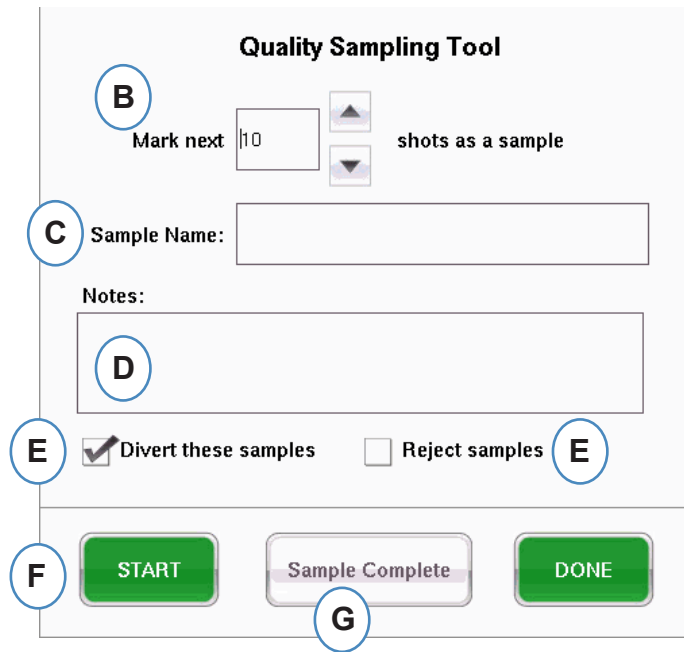 Quality Sampling Tool
B
Mark next 10 shots as a sample
C Sample Name:
Notes:
D
E Divert these samples Reject samples E
F START Sample Complete DONE
G